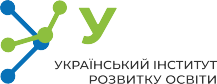 У
УКРАЇНСЬКИЙ ІНСТИТУТ
РОЗВИТКУ ОСВІТИ